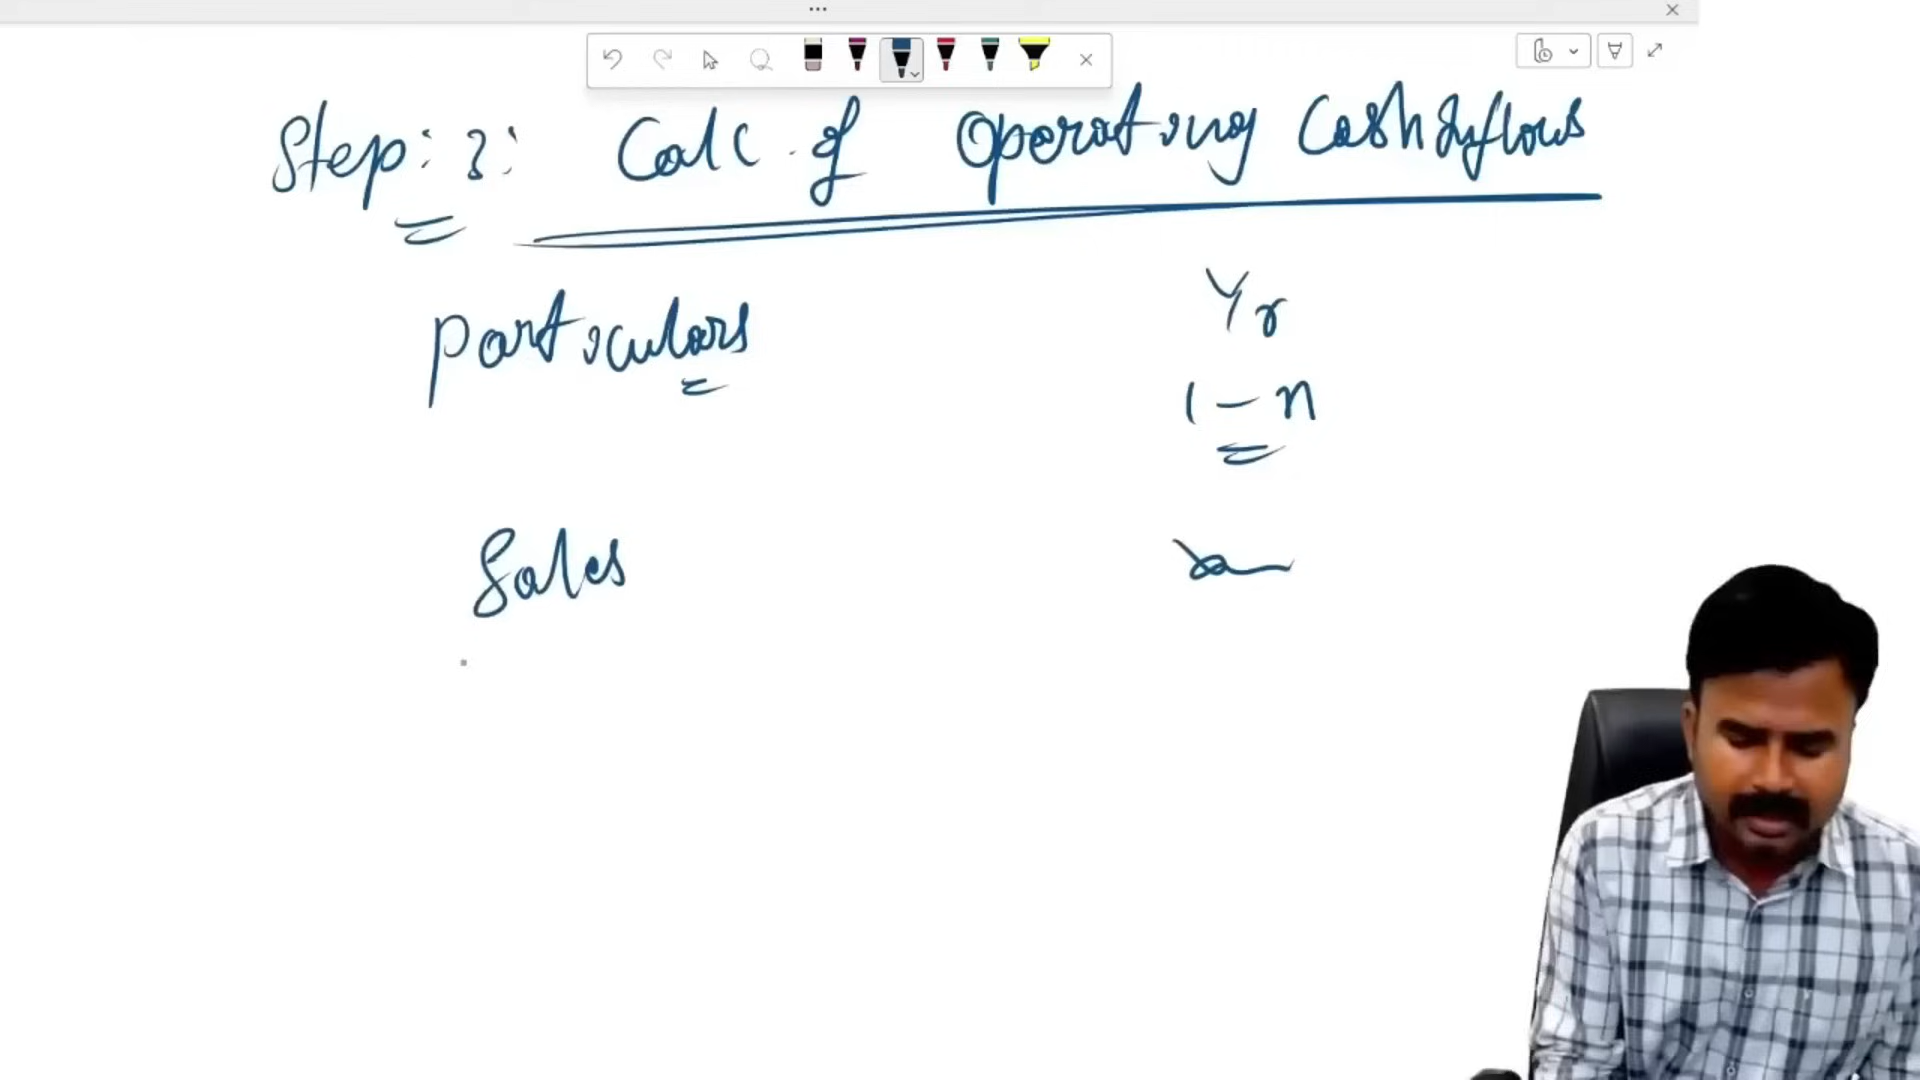 Step: 3: Calc. of Operating Cash Inflows
Particulars
Yr
1 - n
Sales